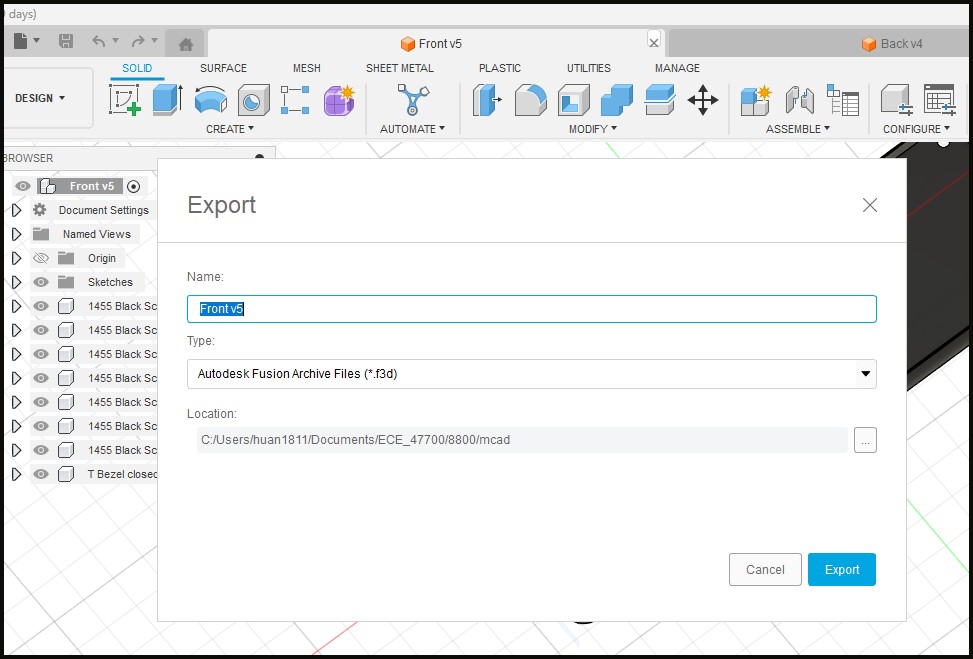 days)
Front v5
Back v4
SOLID SURFACE MESH SHEET METAL PLASTIC UTILITIES MANAGE
DESIGN
CREATE AUTOMATE MODIFY ASSEMBLE CONFIGURE
BROWSER
Front v5
Document Settings
Named Views
Origin
Sketches
1455 Black Sc
1455 Black Sc
1455 Black Sc
1455 Black Sc
1455 Black Sc
1455 Black Sc
1455 Black Sc
T Bezel closed
Export
Name:
Front v5
Type:
Autodesk Fusion Archive Files (*.f3d)
Location:
C:/Users/huan1811/Documents/ECE_47700/8800/mcad
...
Cancel Export